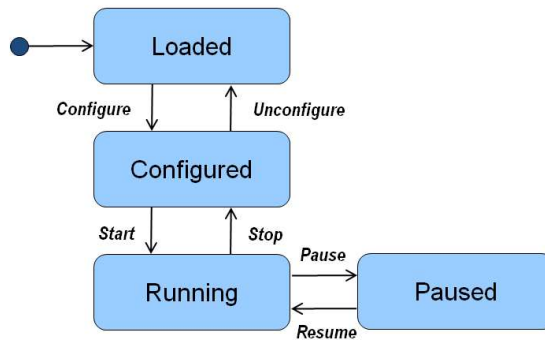 Loaded
Configure
Unconfigure
Configured
Start
Stop
Pause
Running
Paused
Resume